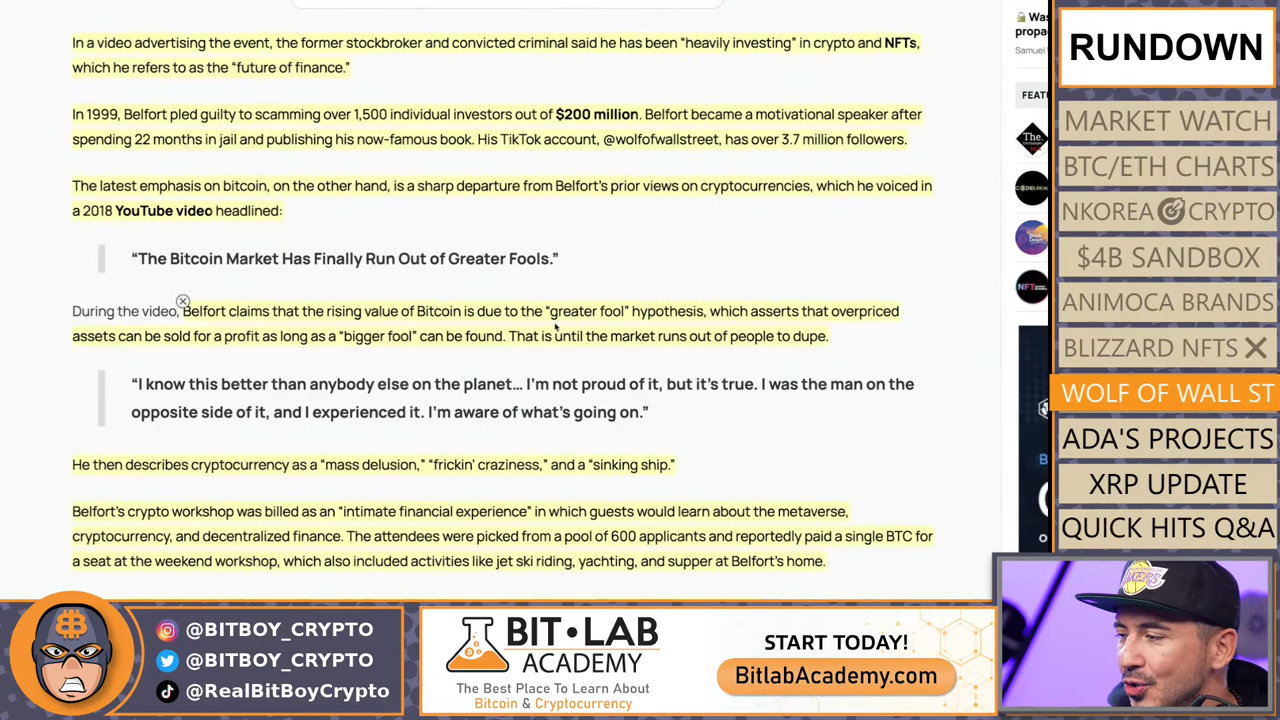 In a video advertising the event, the former stockbroker and convicted criminal said he has been “heavily investing” in crypto and NFTs,
which he refers to as the “future of finance.”
In 1999, Belfort pled guilty to scamming over 1,500 individual investors out of $200 million. Belfort became a motivational speaker after
spending 22 months in jail and publishing his now-famous book. His TikTok account, @wolfofwallstreet, has over 3.7 million followers.
The latest emphasis on bitcoin, on the other hand, is a sharp departure from Belfort’s prior views on cryptocurrencies, which he voiced in
a 2018 YouTube video headlined:
“The Bitcoin Market Has Finally Run Out of Greater Fools.”
During the video, Belfort claims that the rising value of Bitcoin is due to the “greater fool” hypothesis, which asserts that overpriced
assets can be sold for a profit as long as a “bigger fool” can be found. That is until the market runs out of people to dupe.
“I know this better than anybody else on the planet… I’m not proud of it, but it’s true. I was the man on the
opposite side of it, and I experienced it. I’m aware of what’s going on.”
He then describes cryptocurrency as a “mass delusion,” “frickin’ craziness,” and a “sinking ship.”
Belfort’s crypto workshop was billed as an “intimate financial experience” in which guests would learn about the metaverse,
cryptocurrency, and decentralized finance. The attendees were picked from a pool of 600 applicants and reportedly paid a single BTC for
a seat at the weekend workshop, which also included activities like jet ski riding, yachting, and supper at Belfort’s home.
Was
propa
Samuel
FEAT
The.
RUNDOWN
MARKET WATCH
BTC/ETH CHARTS
NKOREA CRYPTO
$4B SANDBOX
ANIMOCA BRANDS
BLIZZARD NFTS
WOLF OF WALL ST
ADA'S PROJECTS
XRP UPDATE
QUICK HITS Q&A
@BITBOY_CRYPTO
@BITBOY_CRYPTO
@RealBitBoyCrypto
BIT•LAB
ACADEMY
The Best Place To Learn About
Bitcoin & Cryptocurrency
START TODAY!
BitlabAcademy.com
LAKERS